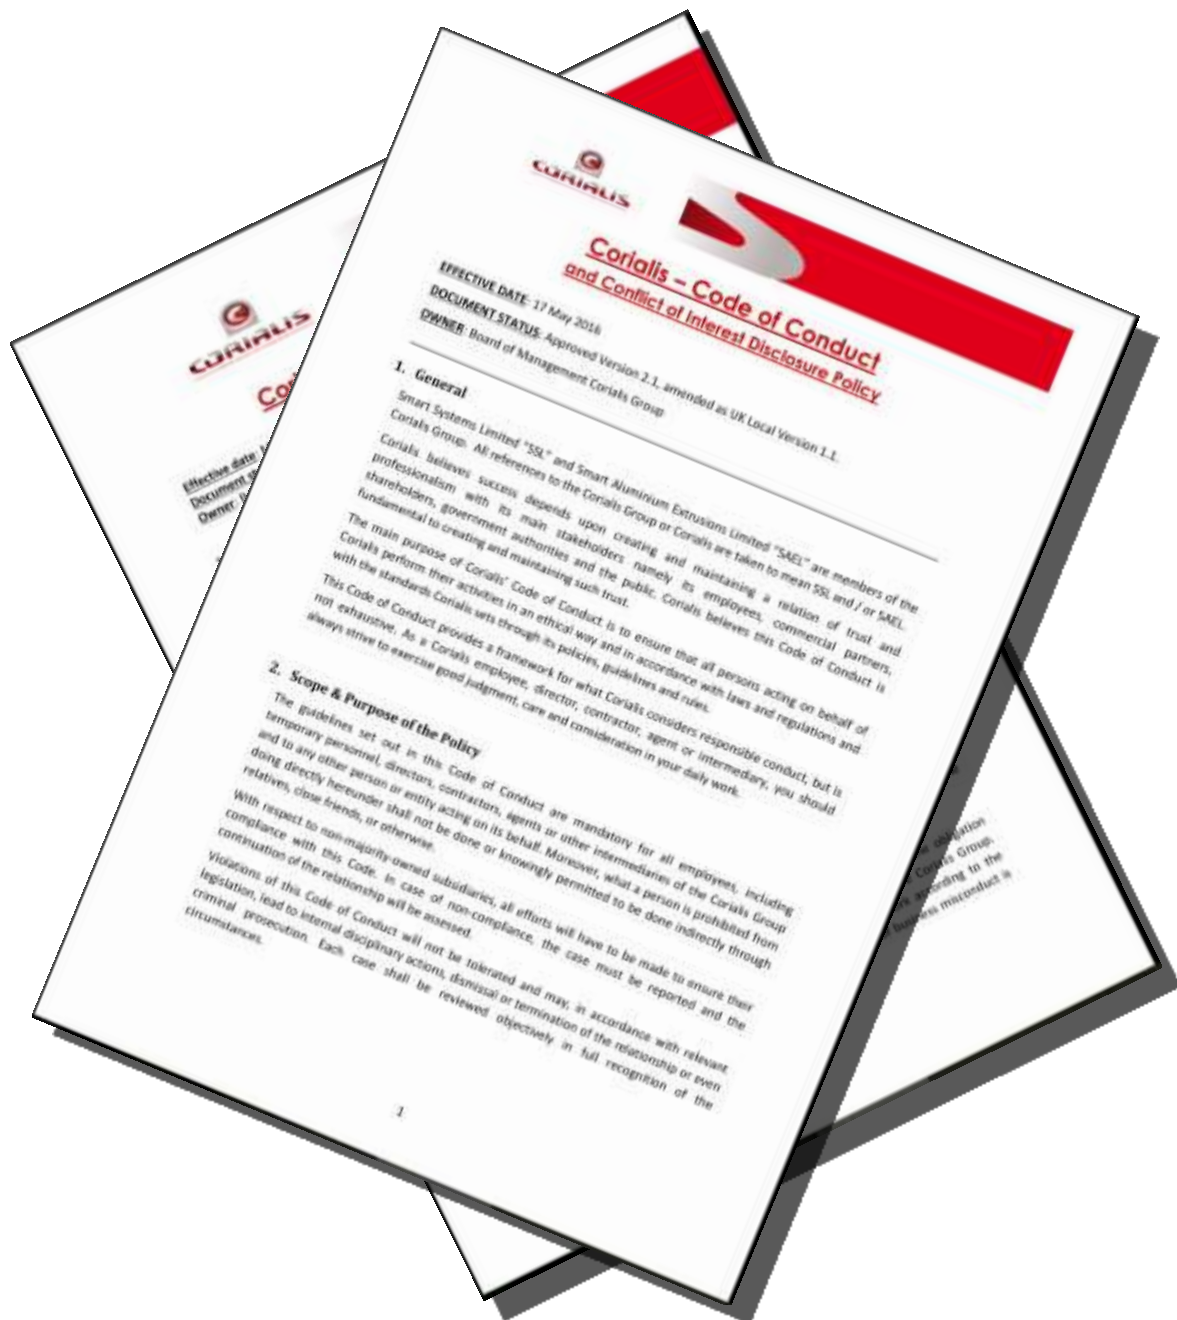 CORIALIS
Corialis – Code of Conduct
and Conflict of Interest Disclosure Policy
EFFECTIVE DATE: 17 May 2016
DOCUMENT STATUS: Approved Version 2.1, amended as UK Local Version 1.1.
OWNER: Board of Management Corialis Group
1. General
Smart Systems Limited "SSL" and Smart Aluminium Extrusions Limited "SAEL" are members of the
Corialis Group. All references to the Corialis Group or Corialis are taken to mean SSL and / or SAEL.
Corialis believes success depends upon creating and maintaining a relation of trust and
professionalism with its main stakeholders namely its employees, commercial partners,
shareholders, government authorities and the public. Corialis believes this Code of Conduct is
fundamental to creating and maintaining such trust.
The main purpose of Corialis' Code of Conduct is to ensure that all persons acting on behalf of
Corialis perform their activities in an ethical way and in accordance with laws and regulations and
with the standards Corialis sets through its policies, guidelines and rules.
This Code of Conduct provides a framework for what Corialis considers responsible conduct, but is
not exhaustive. As a Corialis employee, director, contractor, agent or intermediary, you should
always strive to exercise good judgment, care and consideration in your daily work.
2. Scope & Purpose of the Policy
The guidelines set out in this Code of Conduct are mandatory for all employees, including
temporary personnel, directors, contractors, agents or other intermediaries of the Corialis Group
and to any other person or entity acting on its behalf. Moreover, what a person is prohibited from
doing directly hereunder shall not be done or knowingly permitted to be done indirectly through
relatives, close friends, or otherwise.
With respect to non-majority-owned subsidiaries, all efforts will have to be made to ensure their
compliance with this Code. In case of non-compliance, the case must be reported and the
continuation of the relationship will be assessed.
Violations of this Code of Conduct will not be tolerated and may, in accordance with relevant
legislation, lead to internal disciplinary actions, dismissal or termination of the relationship or even
criminal prosecution. Each case shall be reviewed objectively in full recognition of the
circumstances.
1
CORIALIS
Cori
Effective date:
Document st
Owner:
obligation
Corialis Group.
according to the
business misconduct is